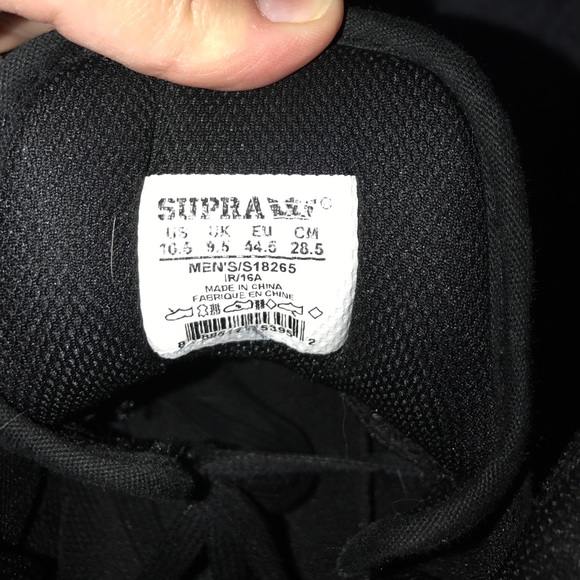 SUPRA ©
US UK EU CM
10.5 9.5 44.5 28.5
MEN'S/S18265
IR/16A
MADE IN CHINA
FABRIQUE EN CHINE